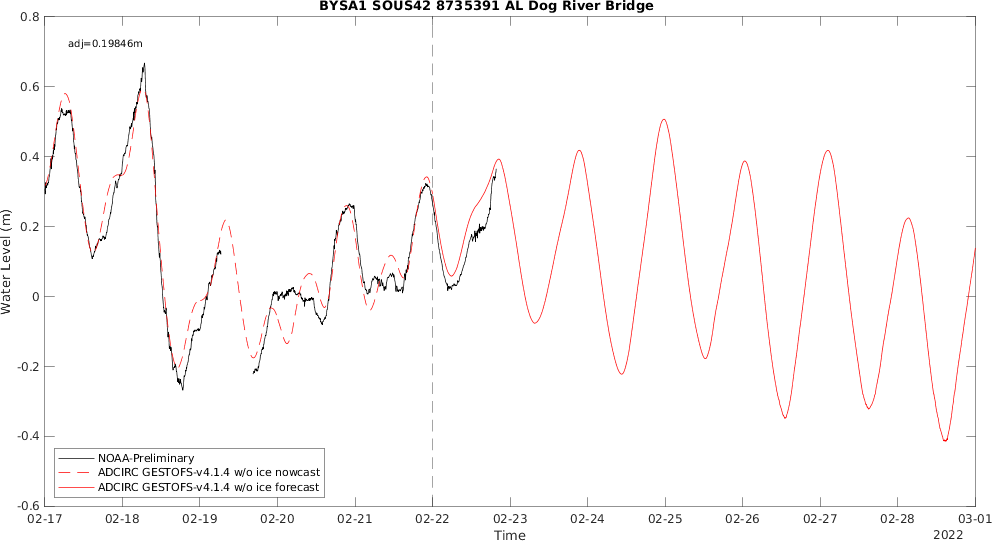 BYSA1 SOUS42 8735391 AL Dog River Bridge
adj=0.19846m
0.8
0.6
0.4
0.2
0
-0.2
-0.4
-0.6
Water Level (m)
NOAA-Preliminary
ADCIRC GESTOFS-v4.1.4 w/o ice nowcast
ADCIRC GESTOFS-v4.1.4 w/o ice forecast
02-17 02-18 02-19 02-20 02-21 02-22 02-23 02-24 02-25 02-26 02-27 02-28 03-01
Time
2022